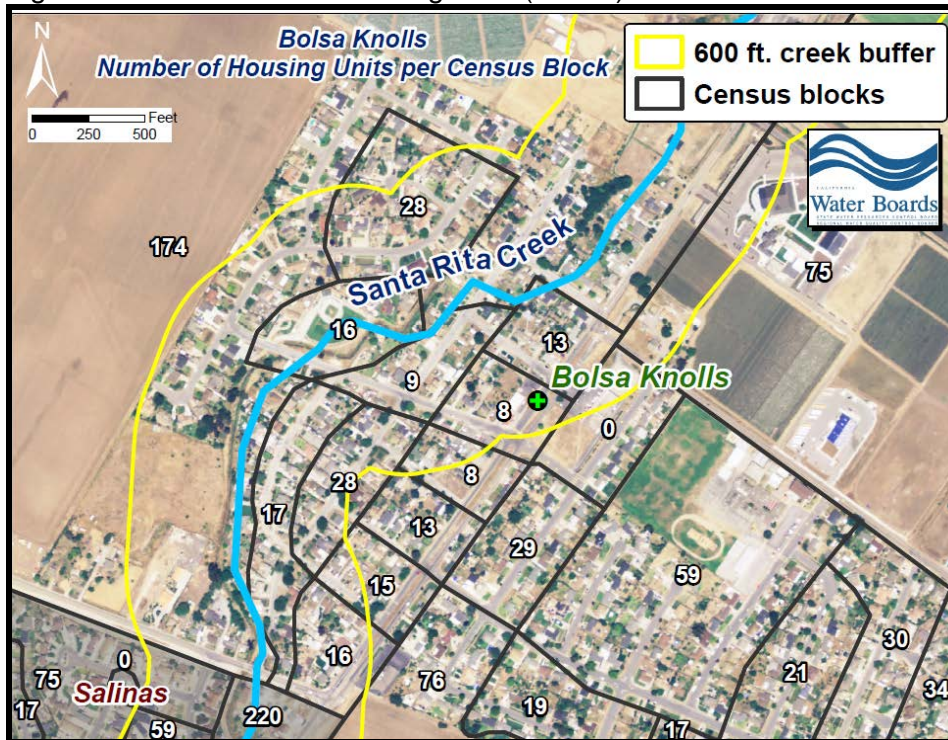 Bolsa Knolls
Number of Housing Units per Census Block
N
Feet
0 250 500
600 ft. creek buffer
Census blocks
CALIFORNIA
Water Boards
28
174
Santa Rita Creek
75
16
13
9
Bolsa Knolls
8
0
8
28
17
13
29
59
15
16
76
21
30
0
75
Salinas
34
17
59
220
19
17